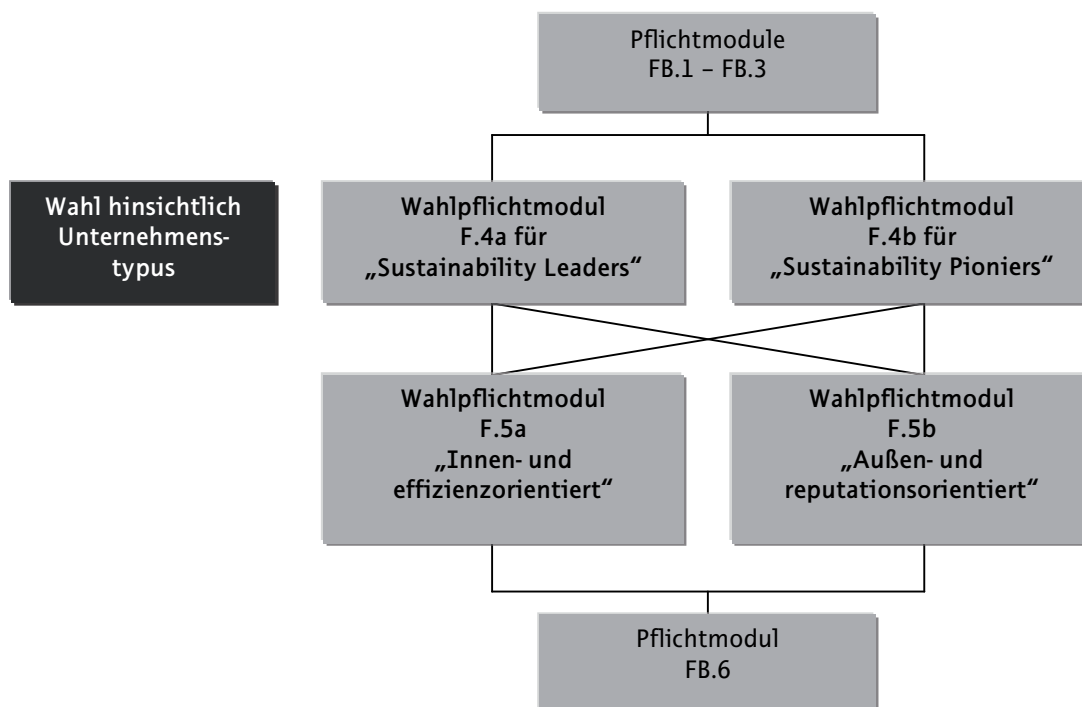 Pflichtmodule
FB.1 – FB.3
Wahl hinsichtlich
Unternehmens-
typus
Wahlpflichtmodul
F.4a für
„Sustainability Leaders“
Wahlpflichtmodul
F.4b für
„Sustainability Pioniers“
Wahlpflichtmodul
F.5a
„Innen- und
effizienzorientiert“
Wahlpflichtmodul
F.5b
„Außen- und
reputationsorientiert“
Pflichtmodul
FB.6